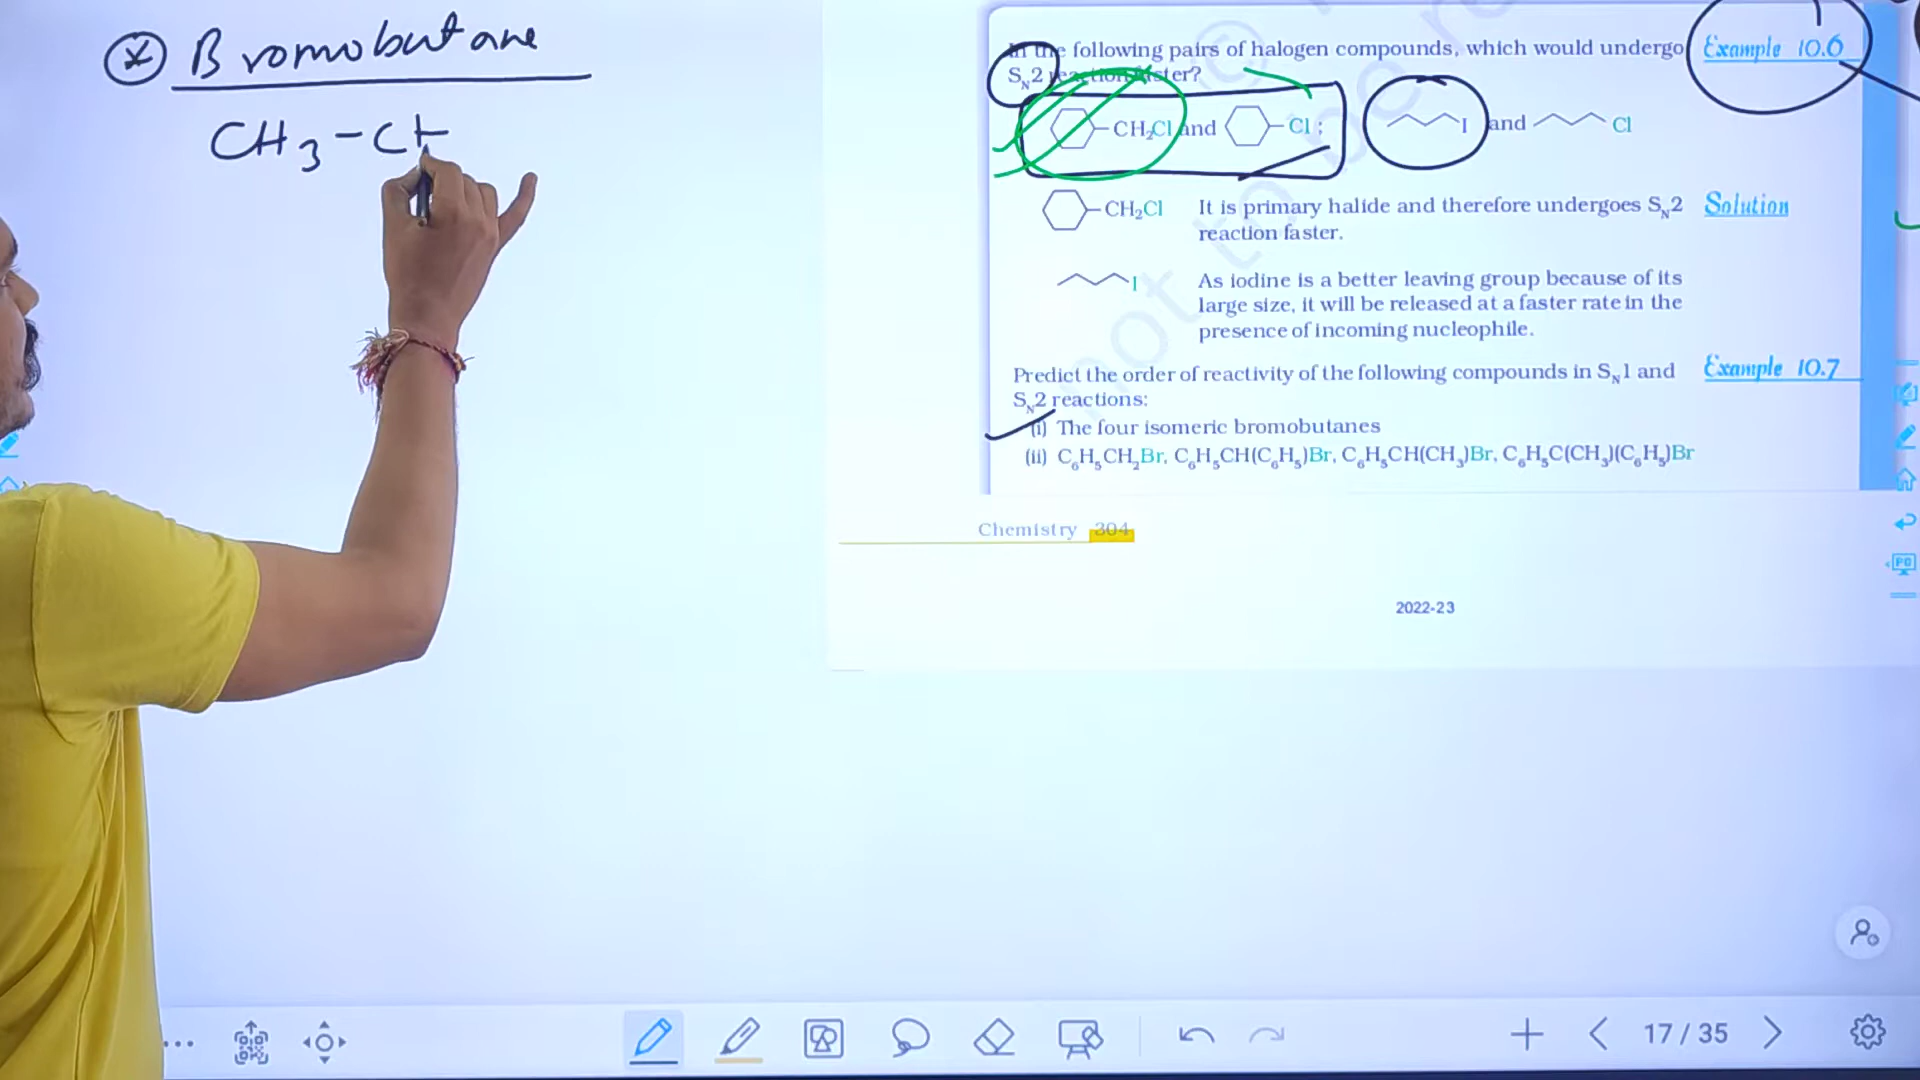 Bromobutane
CH3-CH
In the following pairs of halogen compounds, which would undergo
SN2 reaction faster?
Example 10.6
CH2Cl and Cl ; I and Cl
CH2Cl It is primary halide and therefore undergoes SN2
reaction faster.
Solution
I As iodine is a better leaving group because of its
large size, it will be released at a faster rate in the
presence of incoming nucleophile.
Predict the order of reactivity of the following compounds in SN1 and
SN2 reactions:
Example 10.7
(i) The four isomeric bromobutanes
(ii) C6H5CH2Br, C6H5CH(C6H5)Br, C6H5CH(CH3)Br, C6H5C(CH3)(C6H5)Br
Chemistry 304
2022-23
17 / 35